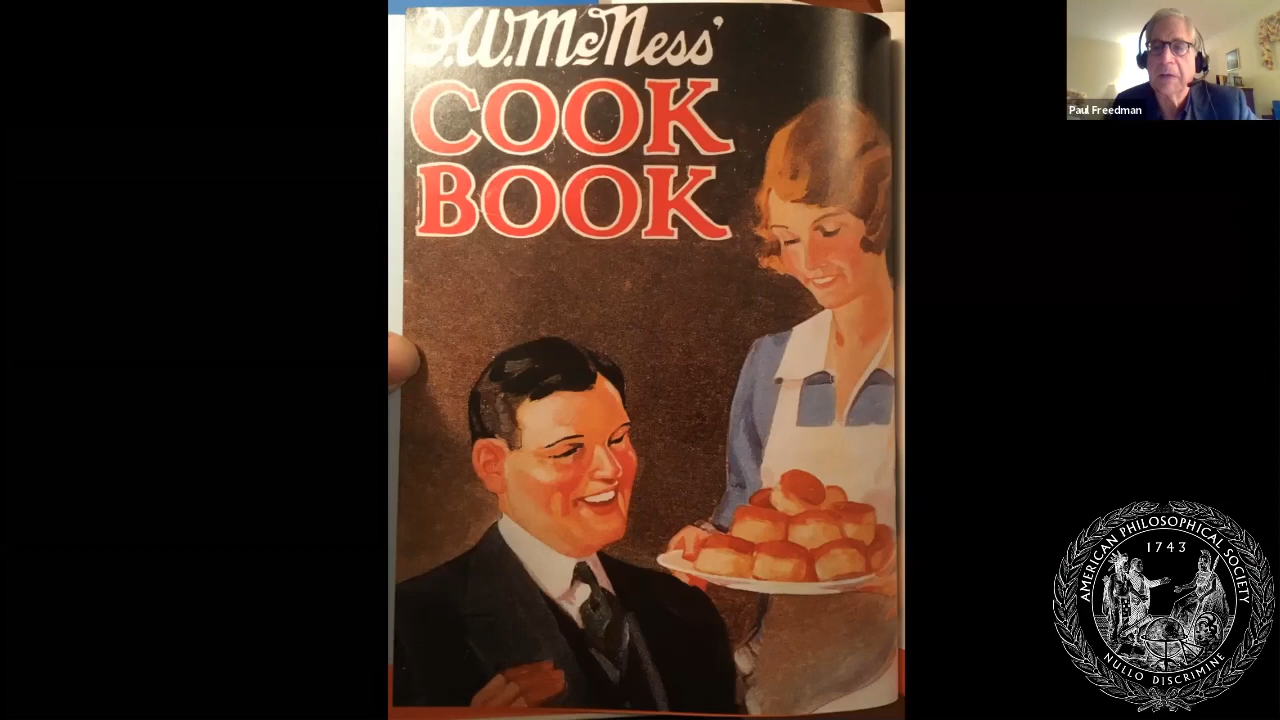 W. McNess'
COOK
BOOK
Paul Freedman
AMERICAN PHILOSOPHICAL SOCIETY
1743
NULLO DISCRIMINE